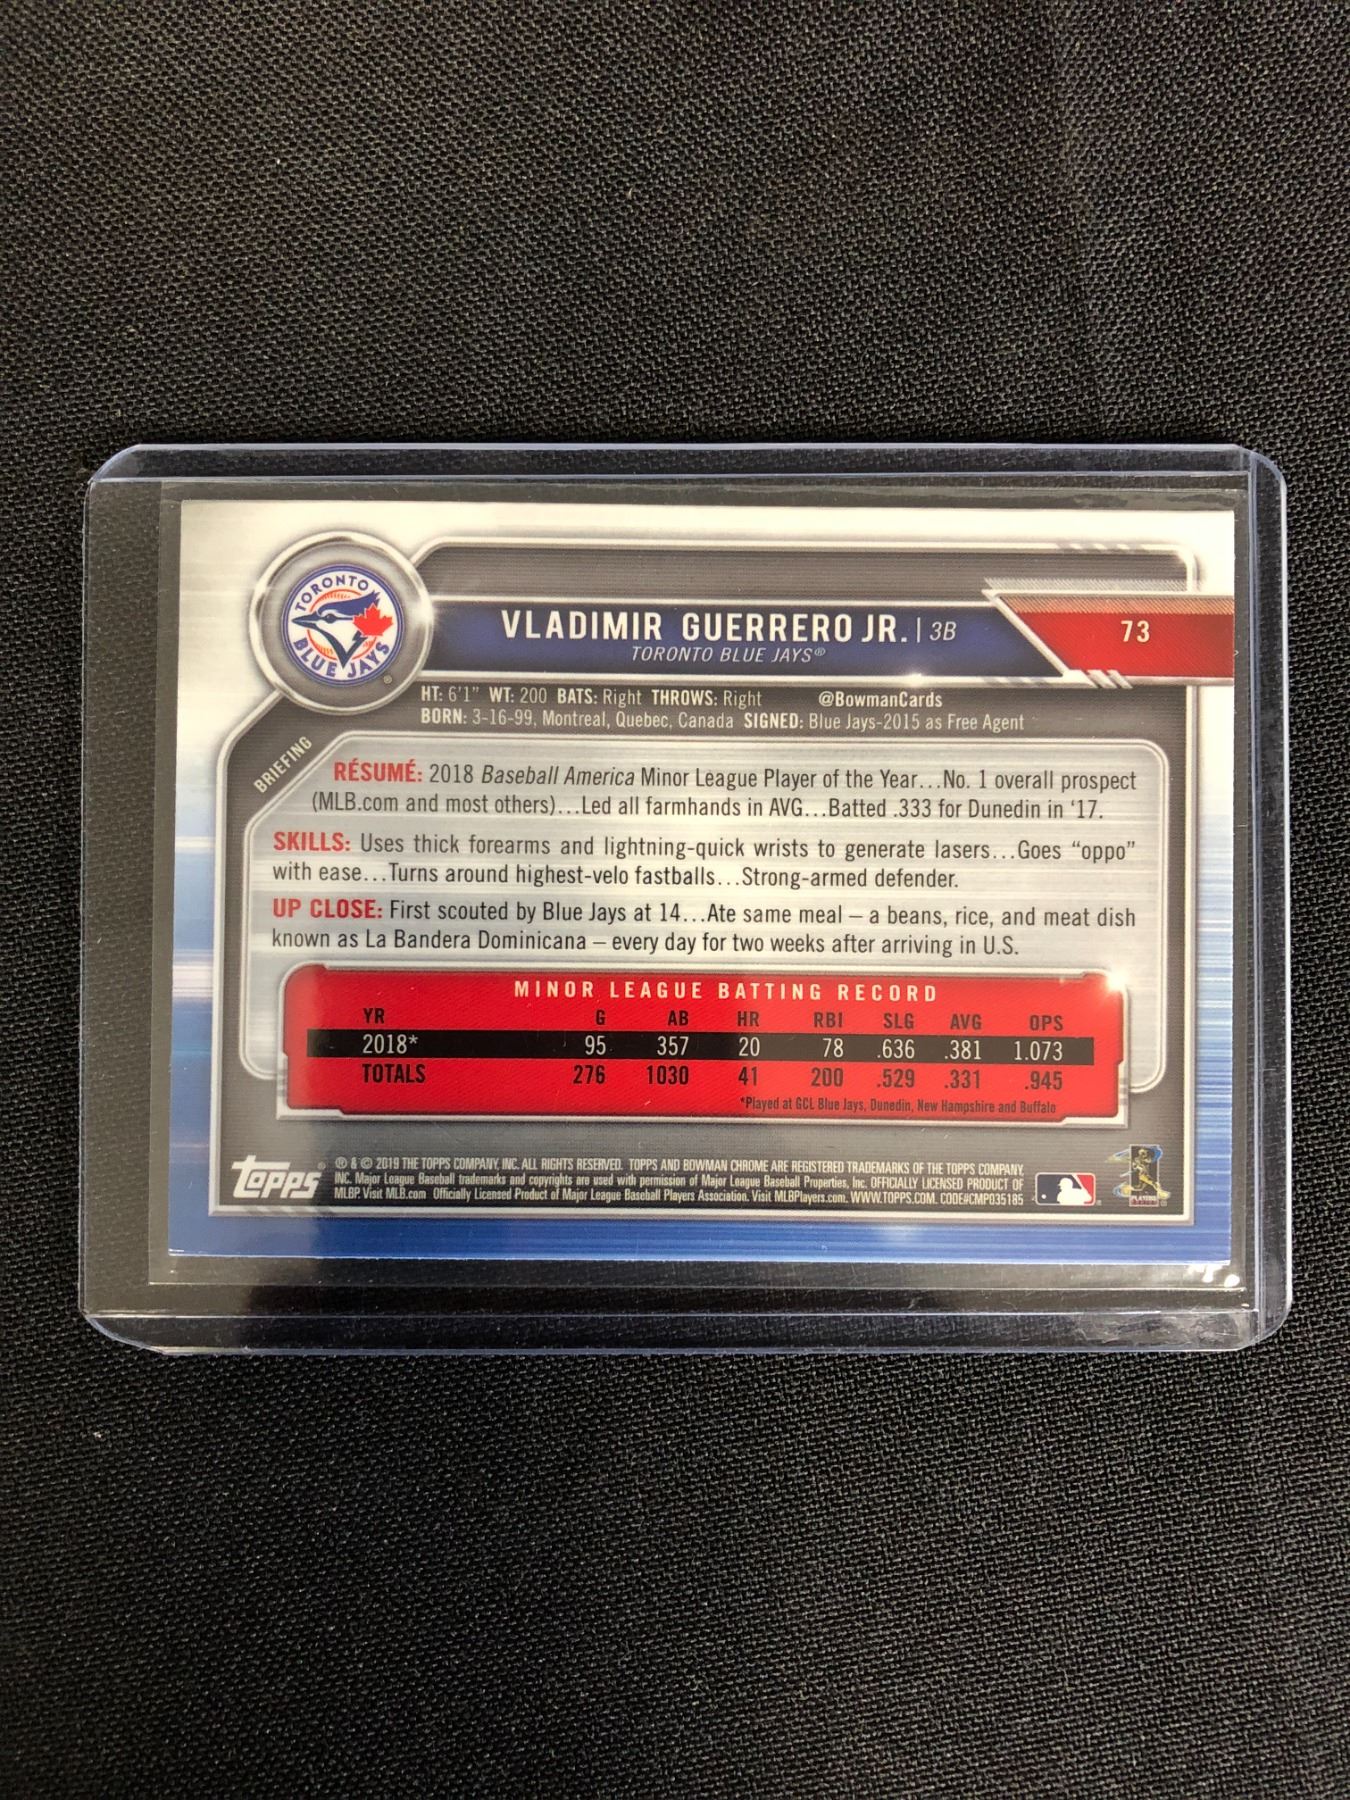 TORONTO BLUE JAYS ®
VLADIMIR GUERRERO JR. | 3B
73
TORONTO BLUE JAYS®
HT: 6'1" WT: 200 BATS: Right THROWS: Right @BowmanCards
BORN: 3-16-99, Montreal, Quebec, Canada SIGNED: Blue Jays-2015 as Free Agent
BRIEFING
RÉSUMÉ: 2018 Baseball America Minor League Player of the Year...No. 1 overall prospect
(MLB.com and most others)...Led all farmhands in AVG...Batted .333 for Dunedin in '17.
SKILLS: Uses thick forearms and lightning-quick wrists to generate lasers...Goes "oppo"
with ease...Turns around highest-velo fastballs...Strong-armed defender.
UP CLOSE: First scouted by Blue Jays at 14...Ate same meal – a beans, rice, and meat dish
known as La Bandera Dominicana – every day for two weeks after arriving in U.S.
MINOR LEAGUE BATTING RECORD
YR G AB HR RBI SLG AVG OPS
2018* 95 357 20 78 .636 .381 1.073
TOTALS 276 1030 41 200 .529 .331 .945
*Played at GCL Blue Jays, Dunedin, New Hampshire and Buffalo
topps®
® & © 2019 THE TOPPS COMPANY, INC. ALL RIGHTS RESERVED. TOPPS AND BOWMAN CHROME ARE REGISTERED TRADEMARKS OF THE TOPPS COMPANY,
INC. Major League Baseball trademarks and copyrights are used with permission of Major League Baseball Properties, Inc. OFFICIALLY LICENSED PRODUCT OF
MLBP. Visit MLB.com Officially Licensed Product of Major League Baseball Players Association. Visit MLBPlayers.com. WWW.TOPPS.COM. CODE#CMP035185